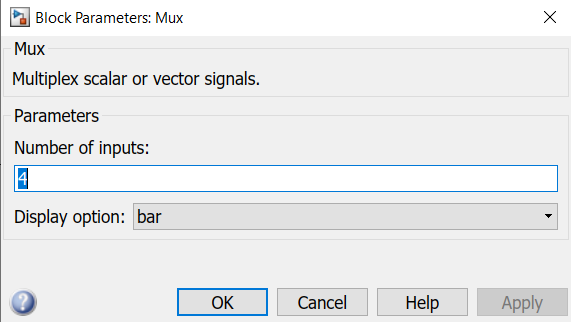 Block Parameters: Mux
Mux
Multiplex scalar or vector signals.
Parameters
Number of inputs:
4
Display option: bar
? OK Cancel Help Apply